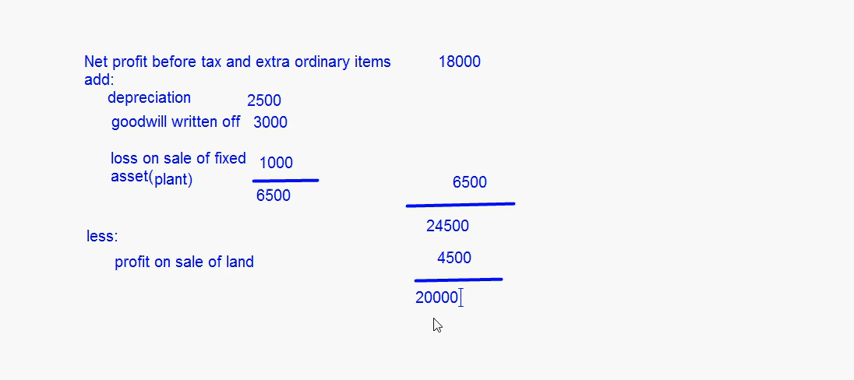 Net profit before tax and extra ordinary items 18000
add:
depreciation 2500
goodwill written off 3000
loss on sale of fixed 1000
asset(plant)
6500 6500
24500
less:
profit on sale of land 4500
20000